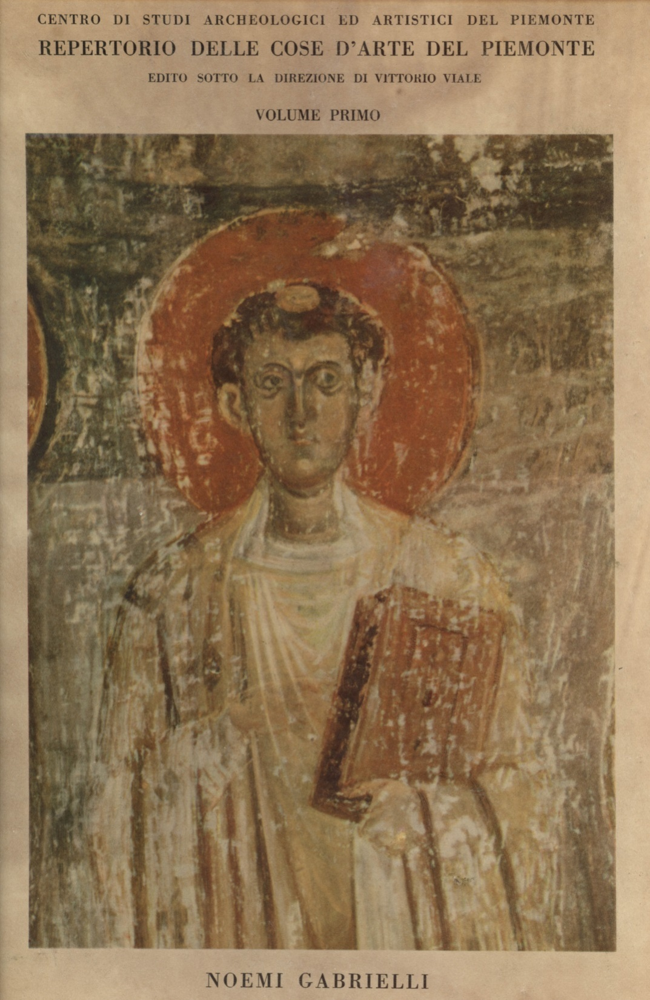 CENTRO DI STUDI ARCHEOLOGICI ED ARTISTICI DEL PIEMONTE
REPERTORIO DELLE COSE D'ARTE DEL PIEMONTE
EDITO SOTTO LA DIREZIONE DI VITTORIO VIALE
VOLUME PRIMO
NOEMI GABRIELLI